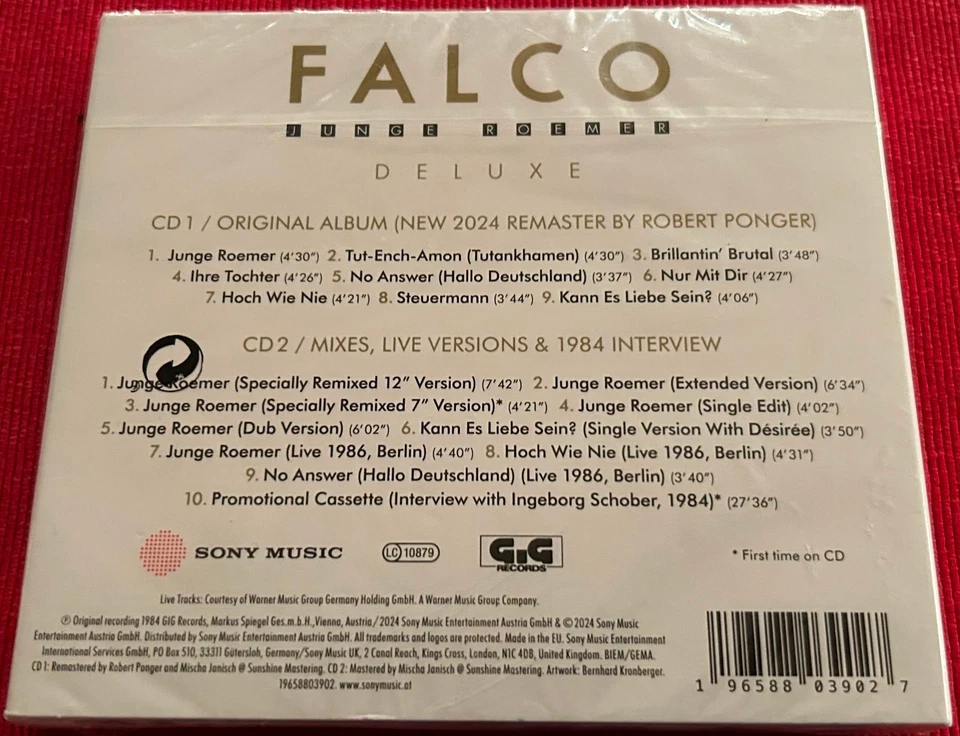 FALCO
JUNGE ROEMER
DELUXE
CD 1 / ORIGINAL ALBUM (NEW 2024 REMASTER BY ROBERT PONGER)
1. Junge Roemer (4'30") 2. Tut-Ench-Amon (Tutankhamen) (4'30") 3. Brillantin' Brutal (3'48")
4. Ihre Tochter (4'26") 5. No Answer (Hallo Deutschland) (3'37") 6. Nur Mit Dir (4'27")
7. Hoch Wie Nie (4'21") 8. Steuermann (3'44") 9. Kann Es Liebe Sein? (4'06")
CD 2 / MIXES, LIVE VERSIONS & 1984 INTERVIEW
1. Junge Roemer (Specially Remixed 12" Version) (7'42") 2. Junge Roemer (Extended Version) (6'34")
3. Junge Roemer (Specially Remixed 7" Version)* (4'21") 4. Junge Roemer (Single Edit) (4'02")
5. Junge Roemer (Dub Version) (6'02") 6. Kann Es Liebe Sein? (Single Version With Désirée) (3'50")
7. Junge Roemer (Live 1986, Berlin) (4'40") 8. Hoch Wie Nie (Live 1986, Berlin) (4'31")
9. No Answer (Hallo Deutschland) (Live 1986, Berlin) (3'40")
10. Promotional Cassette (Interview with Ingeborg Schober, 1984)* (27'36")
SONY MUSIC
LC 10879
GiG
RECORDS
* First time on CD
Live Tracks: Courtesy of Warner Music Group Germany Holding GmbH. A Warner Music Group Company.
℗ Original recording 1984 GIG Records, Markus Spiegel Ges.m.b.H., Vienna, Austria / 2024 Sony Music Entertainment Austria GmbH & © 2024 Sony Music
Entertainment Austria GmbH. Distributed by Sony Music Entertainment Austria GmbH. All trademarks and logos are protected. Made in the EU. Sony Music Entertainment
International Services GmbH, PO Box 510, 33311 Gütersloh, Germany/Sony Music UK, 2 Canal Reach, Kings Cross, London, N1C 4DB, United Kingdom. BIEM/GEMA.
CD 1: Remastered by Robert Ponger and Mischa Janisch @ Sunshine Mastering. CD 2: Mastered by Mischa Janisch @ Sunshine Mastering. Artwork: Bernhard Kronberger.
19658803902. www.sonymusic.at
1 96588 03902 7